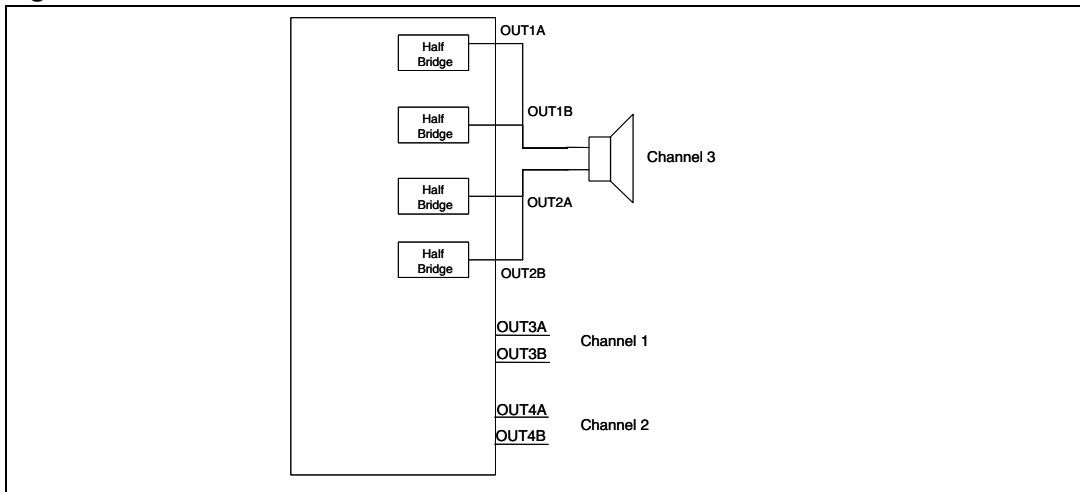 OUT1A
Half
Bridge
OUT1B
Half
Bridge
Channel 3
Half
Bridge
OUT2A
Half
Bridge
OUT2B
OUT3A
Channel 1
OUT3B
OUT4A
Channel 2
OUT4B